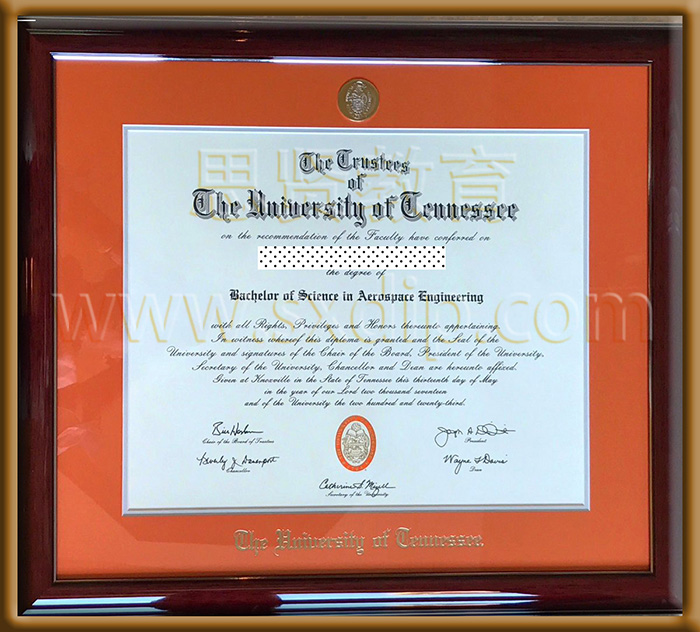 思贤教育
The Trustees
of
The University of Tennessee
on the recommendation of the Faculty have conferred on
the degree of
Bachelor of Science in Aerospace Engineering
www.sxdip.com
with all Rights, Privileges and Honors thereunto appertaining.
In witness whereof this diploma is granted and the Seal of the
University and signatures of the Chair of the Board, President of the University,
Secretary of the University, Chancellor and Dean are hereunto affixed.
Given at Knoxville in the State of Tennessee this thirteenth day of May
in the year of our Lord two thousand seventeen
and of the University the two hundred and twenty-third.
Chair of the Board of Trustees
President
Beverly J. Davenport
Wayne T Davis
Chancellor
Dean
Secretary of the University
The University of Tennessee